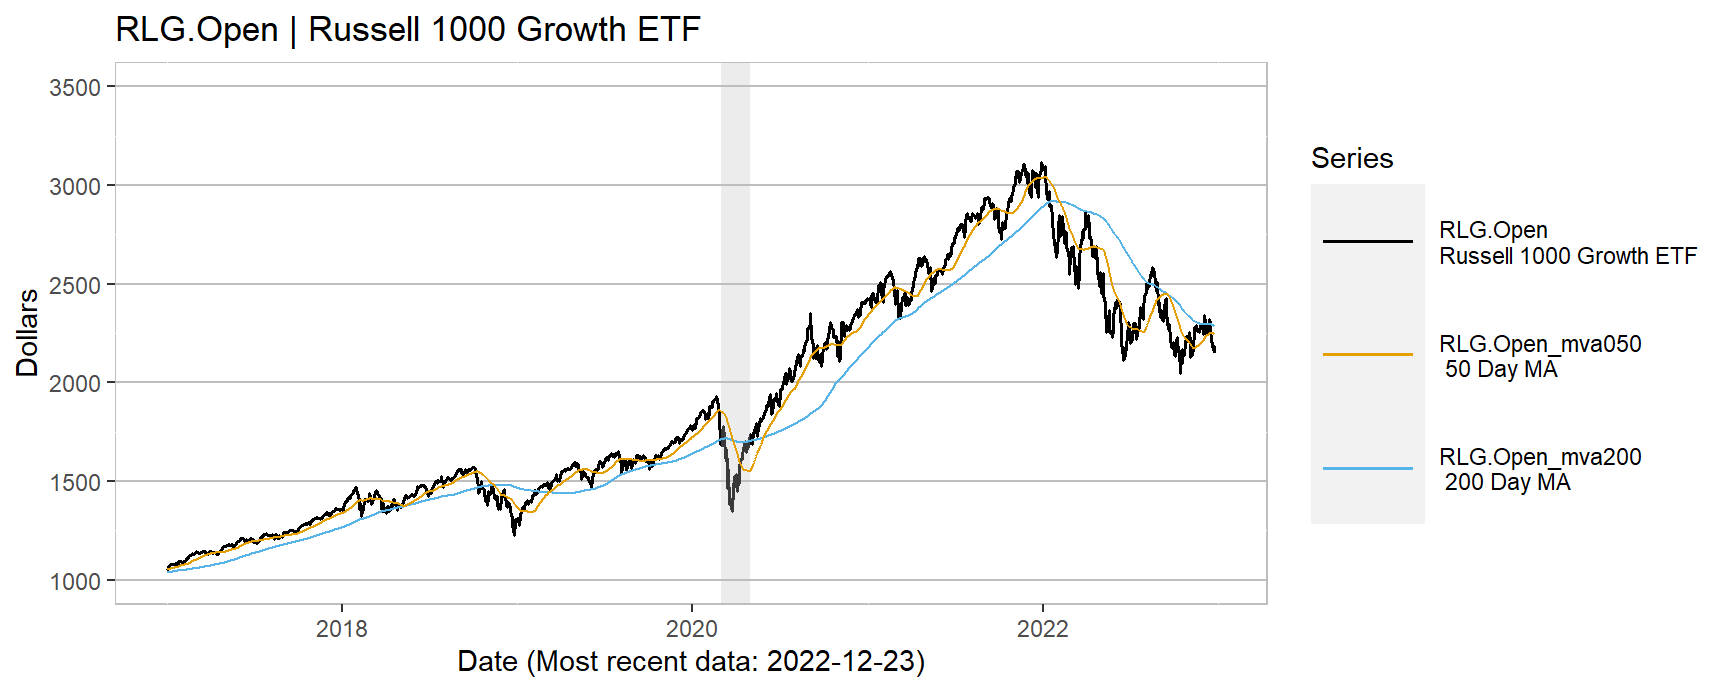 RLG.Open | Russell 1000 Growth ETF
3500
3000
2500
2000
1500
1000
Dollars
2018
2020
2022
Date (Most recent data: 2022-12-23)
Series
RLG.Open
Russell 1000 Growth ETF
RLG.Open_mva050
50 Day MA
RLG.Open_mva200
200 Day MA